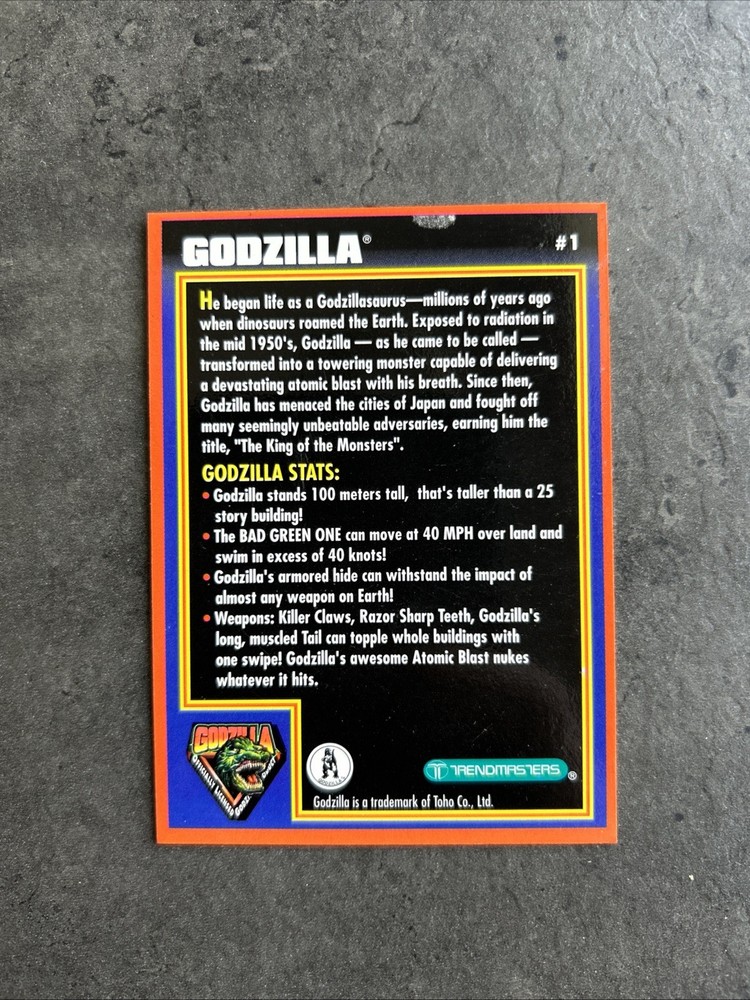 GODZILLA®
#1
He began life as a Godzillasaurus—millions of years ago
when dinosaurs roamed the Earth. Exposed to radiation in
the mid 1950's, Godzilla — as he came to be called —
transformed into a towering monster capable of delivering
a devastating atomic blast with his breath. Since then,
Godzilla has menaced the cities of Japan and fought off
many seemingly unbeatable adversaries, earning him the
title, "The King of the Monsters".
GODZILLA STATS:
• Godzilla stands 100 meters tall, that's taller than a 25
story building!
• The BAD GREEN ONE can move at 40 MPH over land and
swim in excess of 40 knots!
• Godzilla's armored hide can withstand the impact of
almost any weapon on Earth!
• Weapons: Killer Claws, Razor Sharp Teeth, Godzilla's
long, muscled Tail can topple whole buildings with
one swipe! Godzilla's awesome Atomic Blast nukes
whatever it hits.
GODZILLA
OFFICIALLY LICENSED GODZILLA
TRENDMASTERS®
Godzilla is a trademark of Toho Co., Ltd.